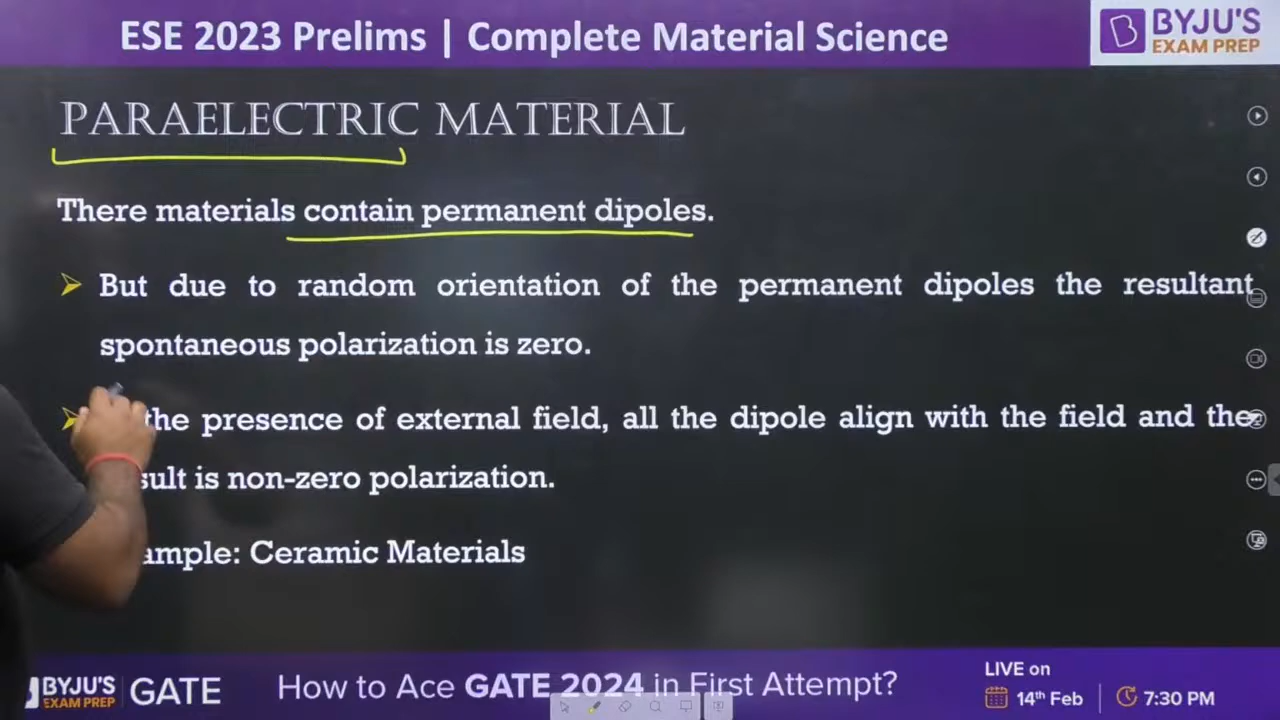 ESE 2023 Prelims | Complete Material Science
BYJU'S
EXAM PREP
PARAELECTRIC MATERIAL
There materials contain permanent dipoles.
But due to random orientation of the permanent dipoles the resultant
spontaneous polarization is zero.
the presence of external field, all the dipole align with the field and the
sult is non-zero polarization.
ample: Ceramic Materials
BYJU'S
EXAM PREP
GATE
How to Ace GATE 2024 in First Attempt?
LIVE on
14th Feb
7:30 PM